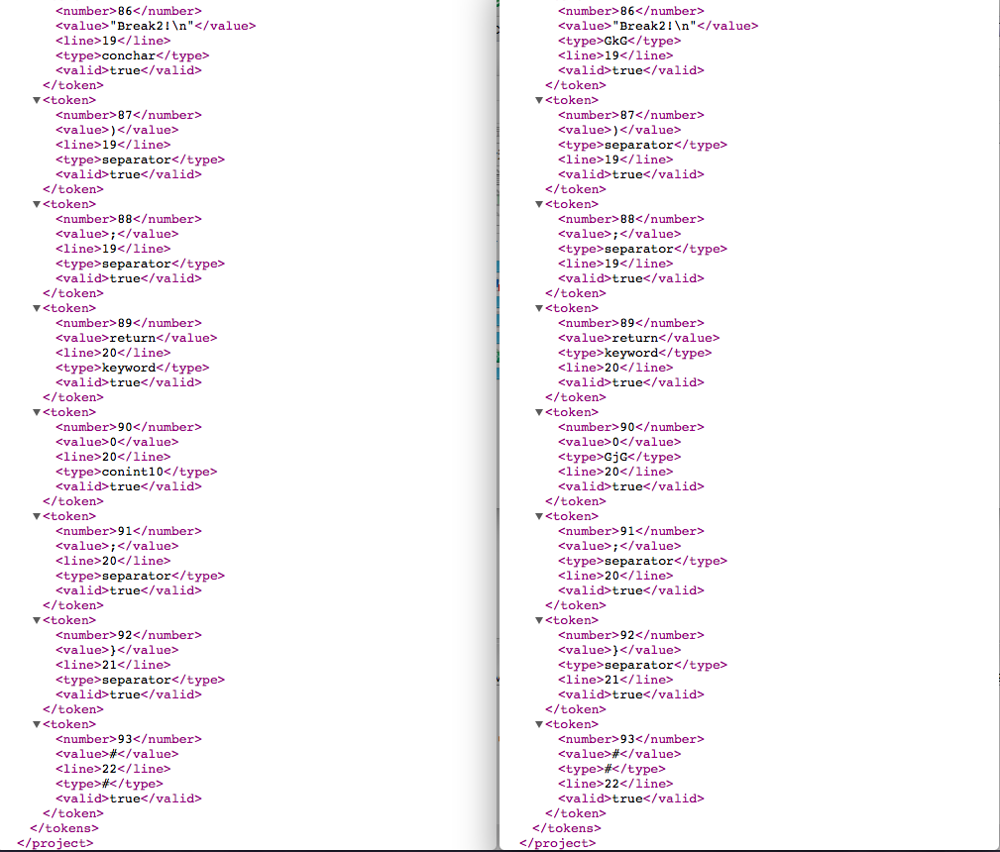 <number>86</number>
<value>"Break2!\n"</value>
<line>19</line>
<type>conchar</type>
<valid>true</valid>
</token>
▼<token>
<number>87</number>
<value>)</value>
<line>19</line>
<type>separator</type>
<valid>true</valid>
</token>
▼<token>
<number>88</number>
<value>;</value>
<line>19</line>
<type>separator</type>
<valid>true</valid>
</token>
▼<token>
<number>89</number>
<value>return</value>
<line>20</line>
<type>keyword</type>
<valid>true</valid>
</token>
▼<token>
<number>90</number>
<value>0</value>
<line>20</line>
<type>conint10</type>
<valid>true</valid>
</token>
▼<token>
<number>91</number>
<value>;</value>
<line>20</line>
<type>separator</type>
<valid>true</valid>
</token>
▼<token>
<number>92</number>
<value>}</value>
<line>21</line>
<type>separator</type>
<valid>true</valid>
</token>
▼<token>
<number>93</number>
<value>#</value>
<line>22</line>
<type>#</type>
<valid>true</valid>
</token>
</tokens>
</project>
<number>86</number>
<value>"Break2!\n"</value>
<type>GkG</type>
<line>19</line>
<valid>true</valid>
</token>
▼<token>
<number>87</number>
<value>)</value>
<type>separator</type>
<line>19</line>
<valid>true</valid>
</token>
▼<token>
<number>88</number>
<value>;</value>
<type>separator</type>
<line>19</line>
<valid>true</valid>
</token>
▼<token>
<number>89</number>
<value>return</value>
<type>keyword</type>
<line>20</line>
<valid>true</valid>
</token>
▼<token>
<number>90</number>
<value>0</value>
<type>GjG</type>
<line>20</line>
<valid>true</valid>
</token>
▼<token>
<number>91</number>
<value>;</value>
<type>separator</type>
<line>20</line>
<valid>true</valid>
</token>
▼<token>
<number>92</number>
<value>}</value>
<type>separator</type>
<line>21</line>
<valid>true</valid>
</token>
▼<token>
<number>93</number>
<value>#</value>
<type>#</type>
<line>22</line>
<valid>true</valid>
</token>
</tokens>
</project>